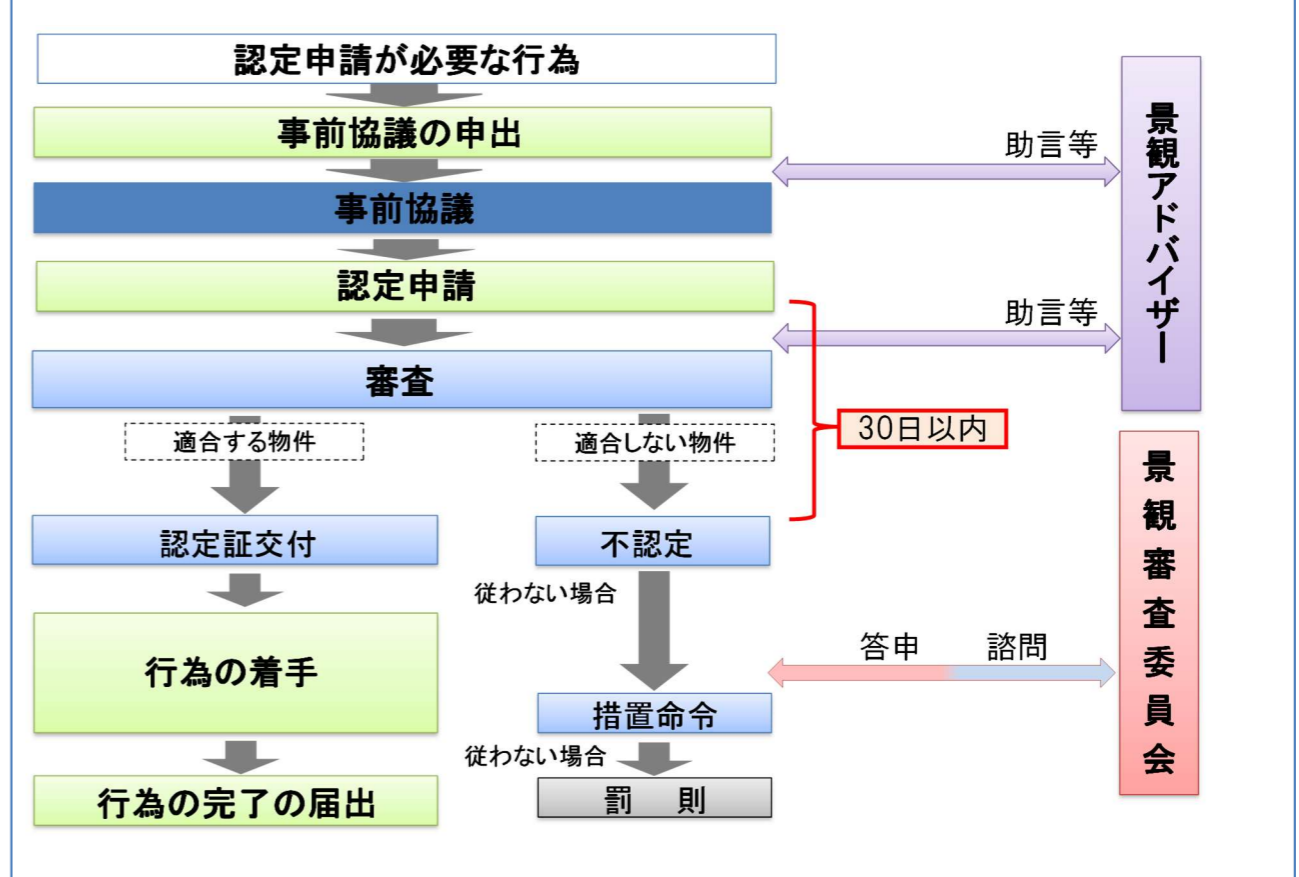 認定申請が必要な行為
事前協議の申出
助言等
事前協議
認定申請
助言等
審査
適合する物件
適合しない物件
30日以内
認定証交付
不認定
従わない場合
行為の着手
答申
諮問
措置命令
従わない場合
行為の完了の届出
罰 則
景観アドバイザー
景観審査委員会